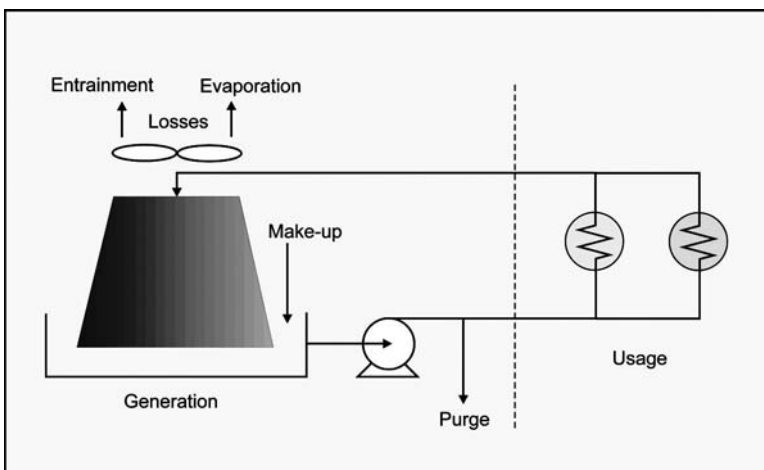 Entrainment
Evaporation
Losses
Make-up
Generation
Purge
Usage